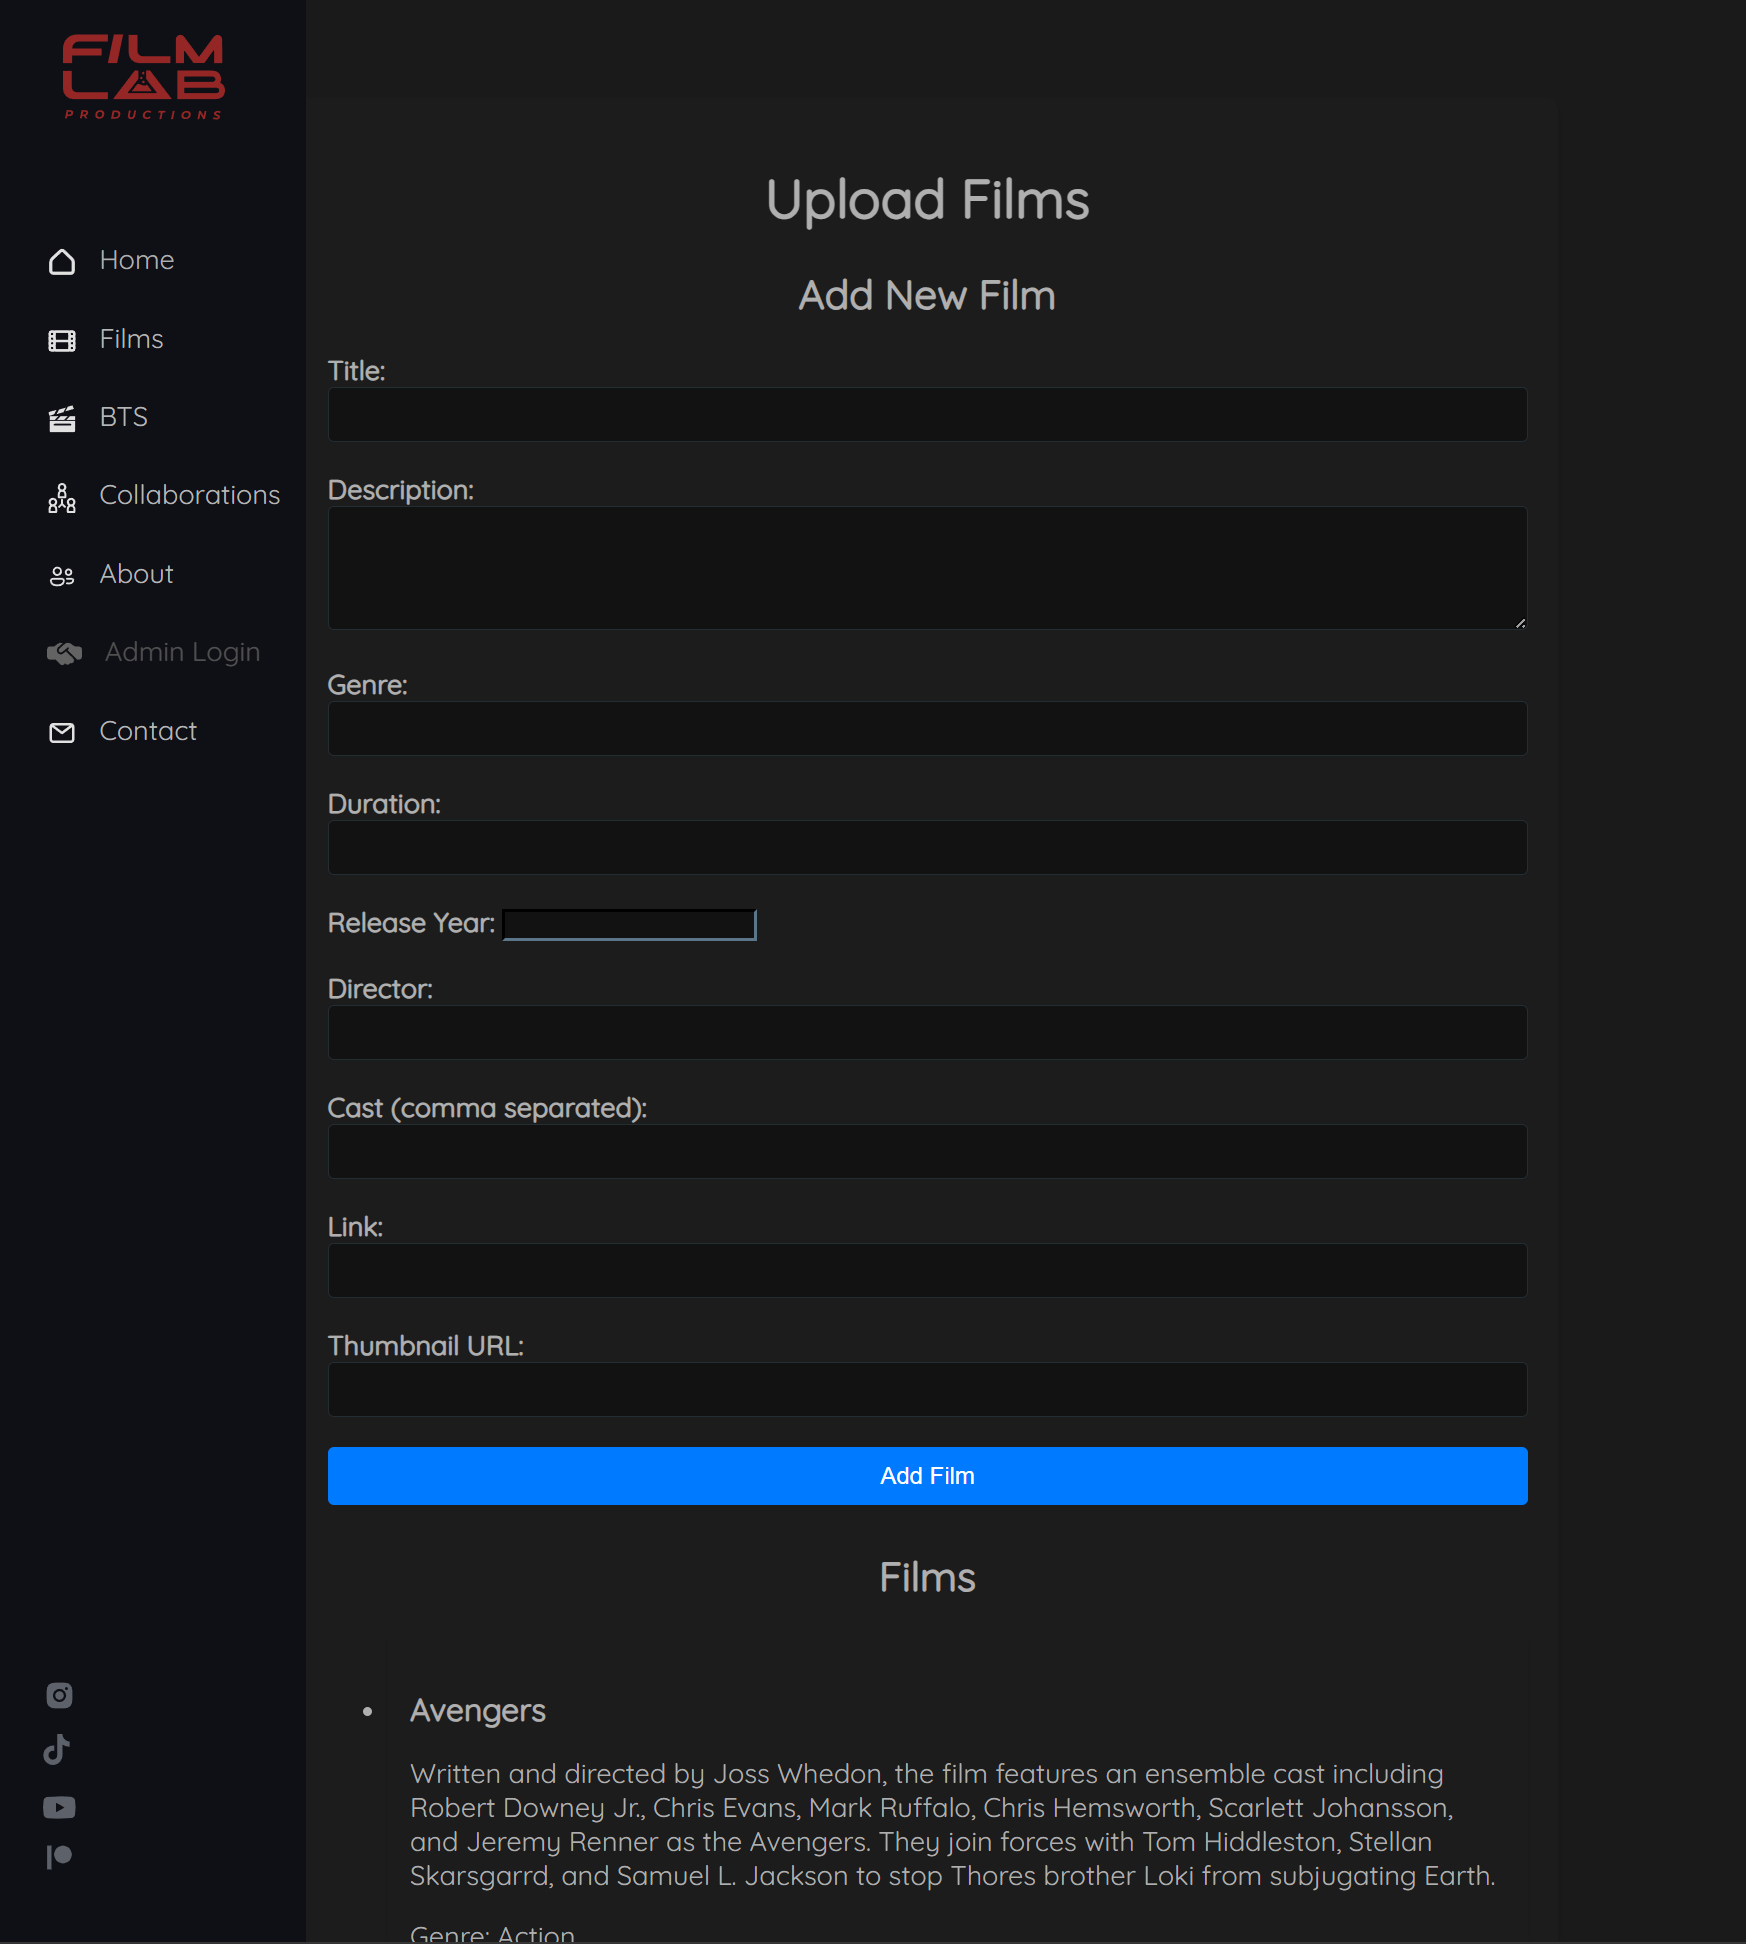 FILM
LAB
PRODUCTIONS
Home
Films
BTS
Collaborations
About
Admin Login
Contact
Upload Films
Add New Film
Title:
Description:
Genre:
Duration:
Release Year:
Director:
Cast (comma separated):
Link:
Thumbnail URL:
Add Film
Films
Avengers
Written and directed by Joss Whedon, the film features an ensemble cast including
Robert Downey Jr., Chris Evans, Mark Ruffalo, Chris Hemsworth, Scarlett Johansson,
and Jeremy Renner as the Avengers. They join forces with Tom Hiddleston, Stellan
Skarsgarrd, and Samuel L. Jackson to stop Thores brother Loki from subjugating Earth.
Genre: Action